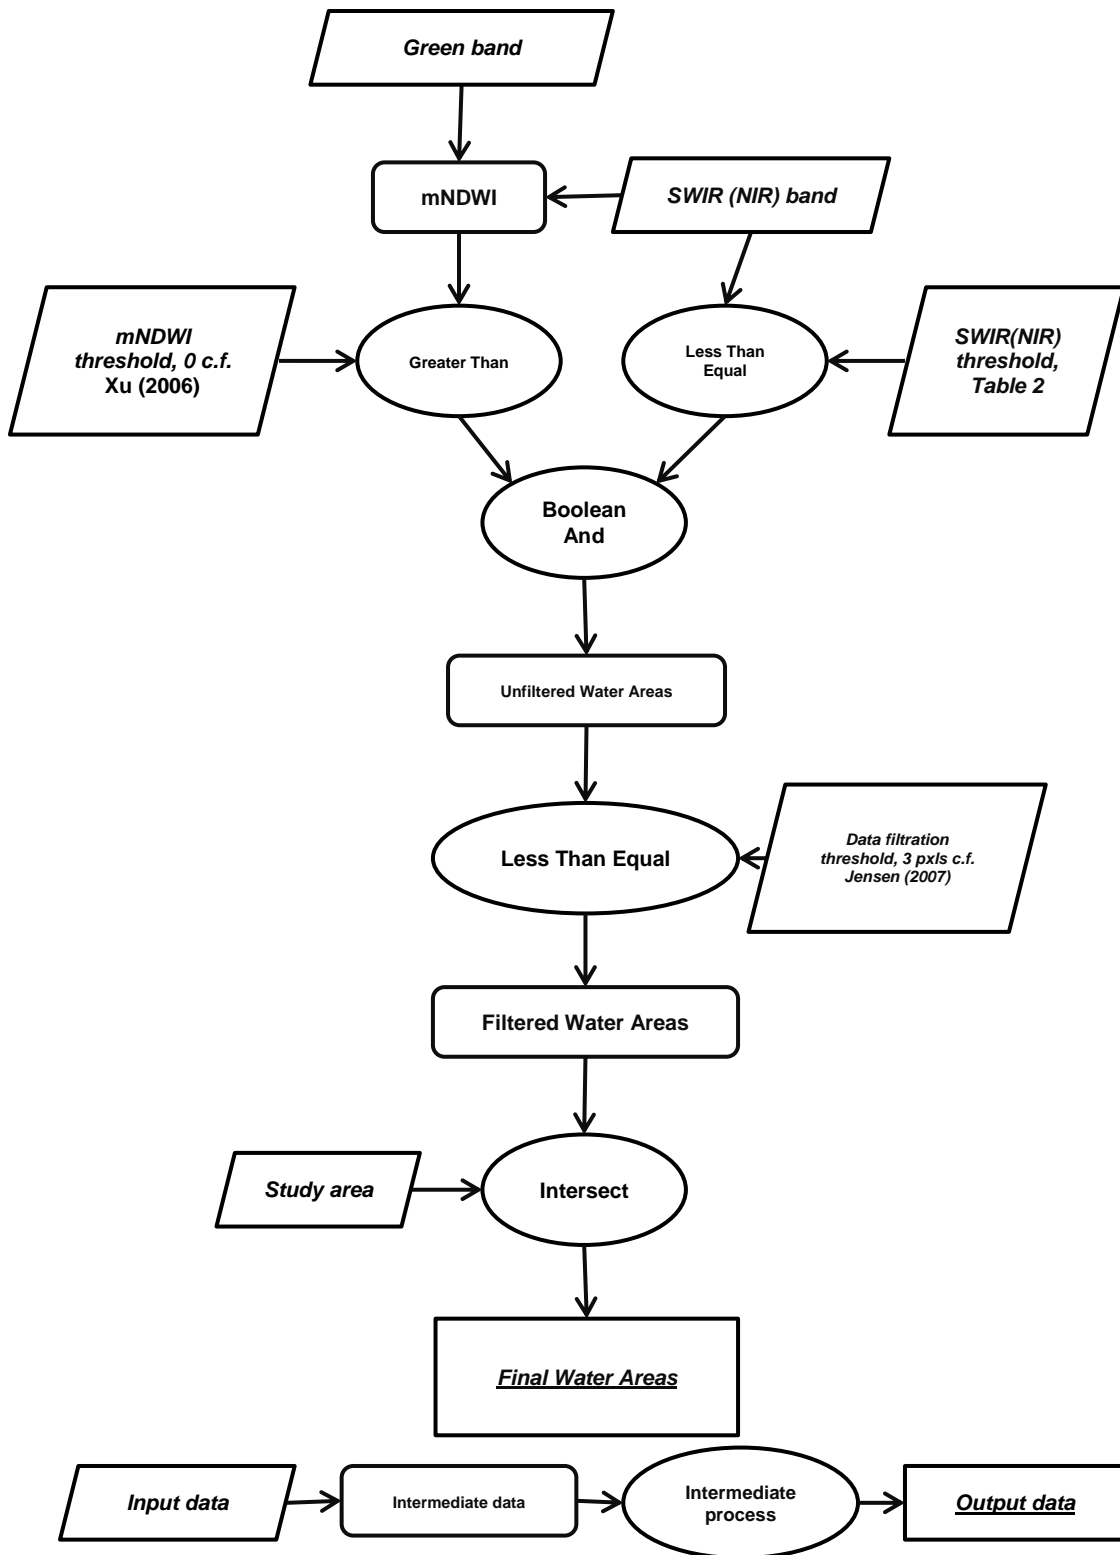 Green band
mNDWI
SWIR (NIR) band
mNDWI
threshold, 0 c.f.
Xu (2006)
Greater Than
Less Than
Equal
SWIR(NIR)
threshold,
Table 2
Boolean
And
Unfiltered Water Areas
Less Than Equal
Data filtration
threshold, 3 pxls c.f.
Jensen (2007)
Filtered Water Areas
Study area
Intersect
Final Water Areas
Input data
Intermediate data
Intermediate
process
Output data